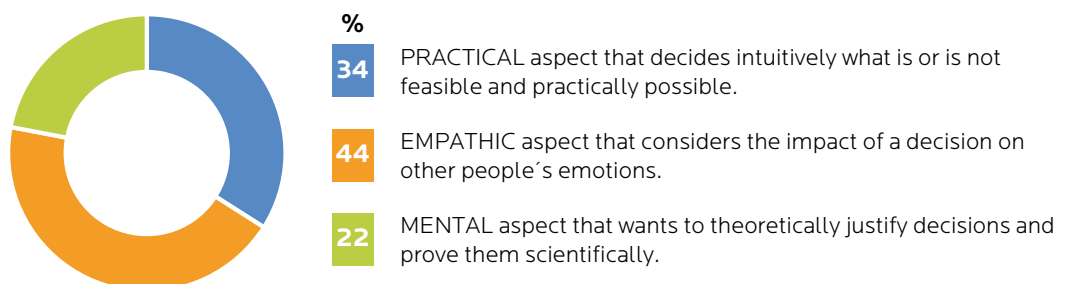 %
34
PRACTICAL aspect that decides intuitively what is or is not
feasible and practically possible.
44
EMPATHIC aspect that considers the impact of a decision on
other people´s emotions.
22
MENTAL aspect that wants to theoretically justify decisions and
prove them scientifically.